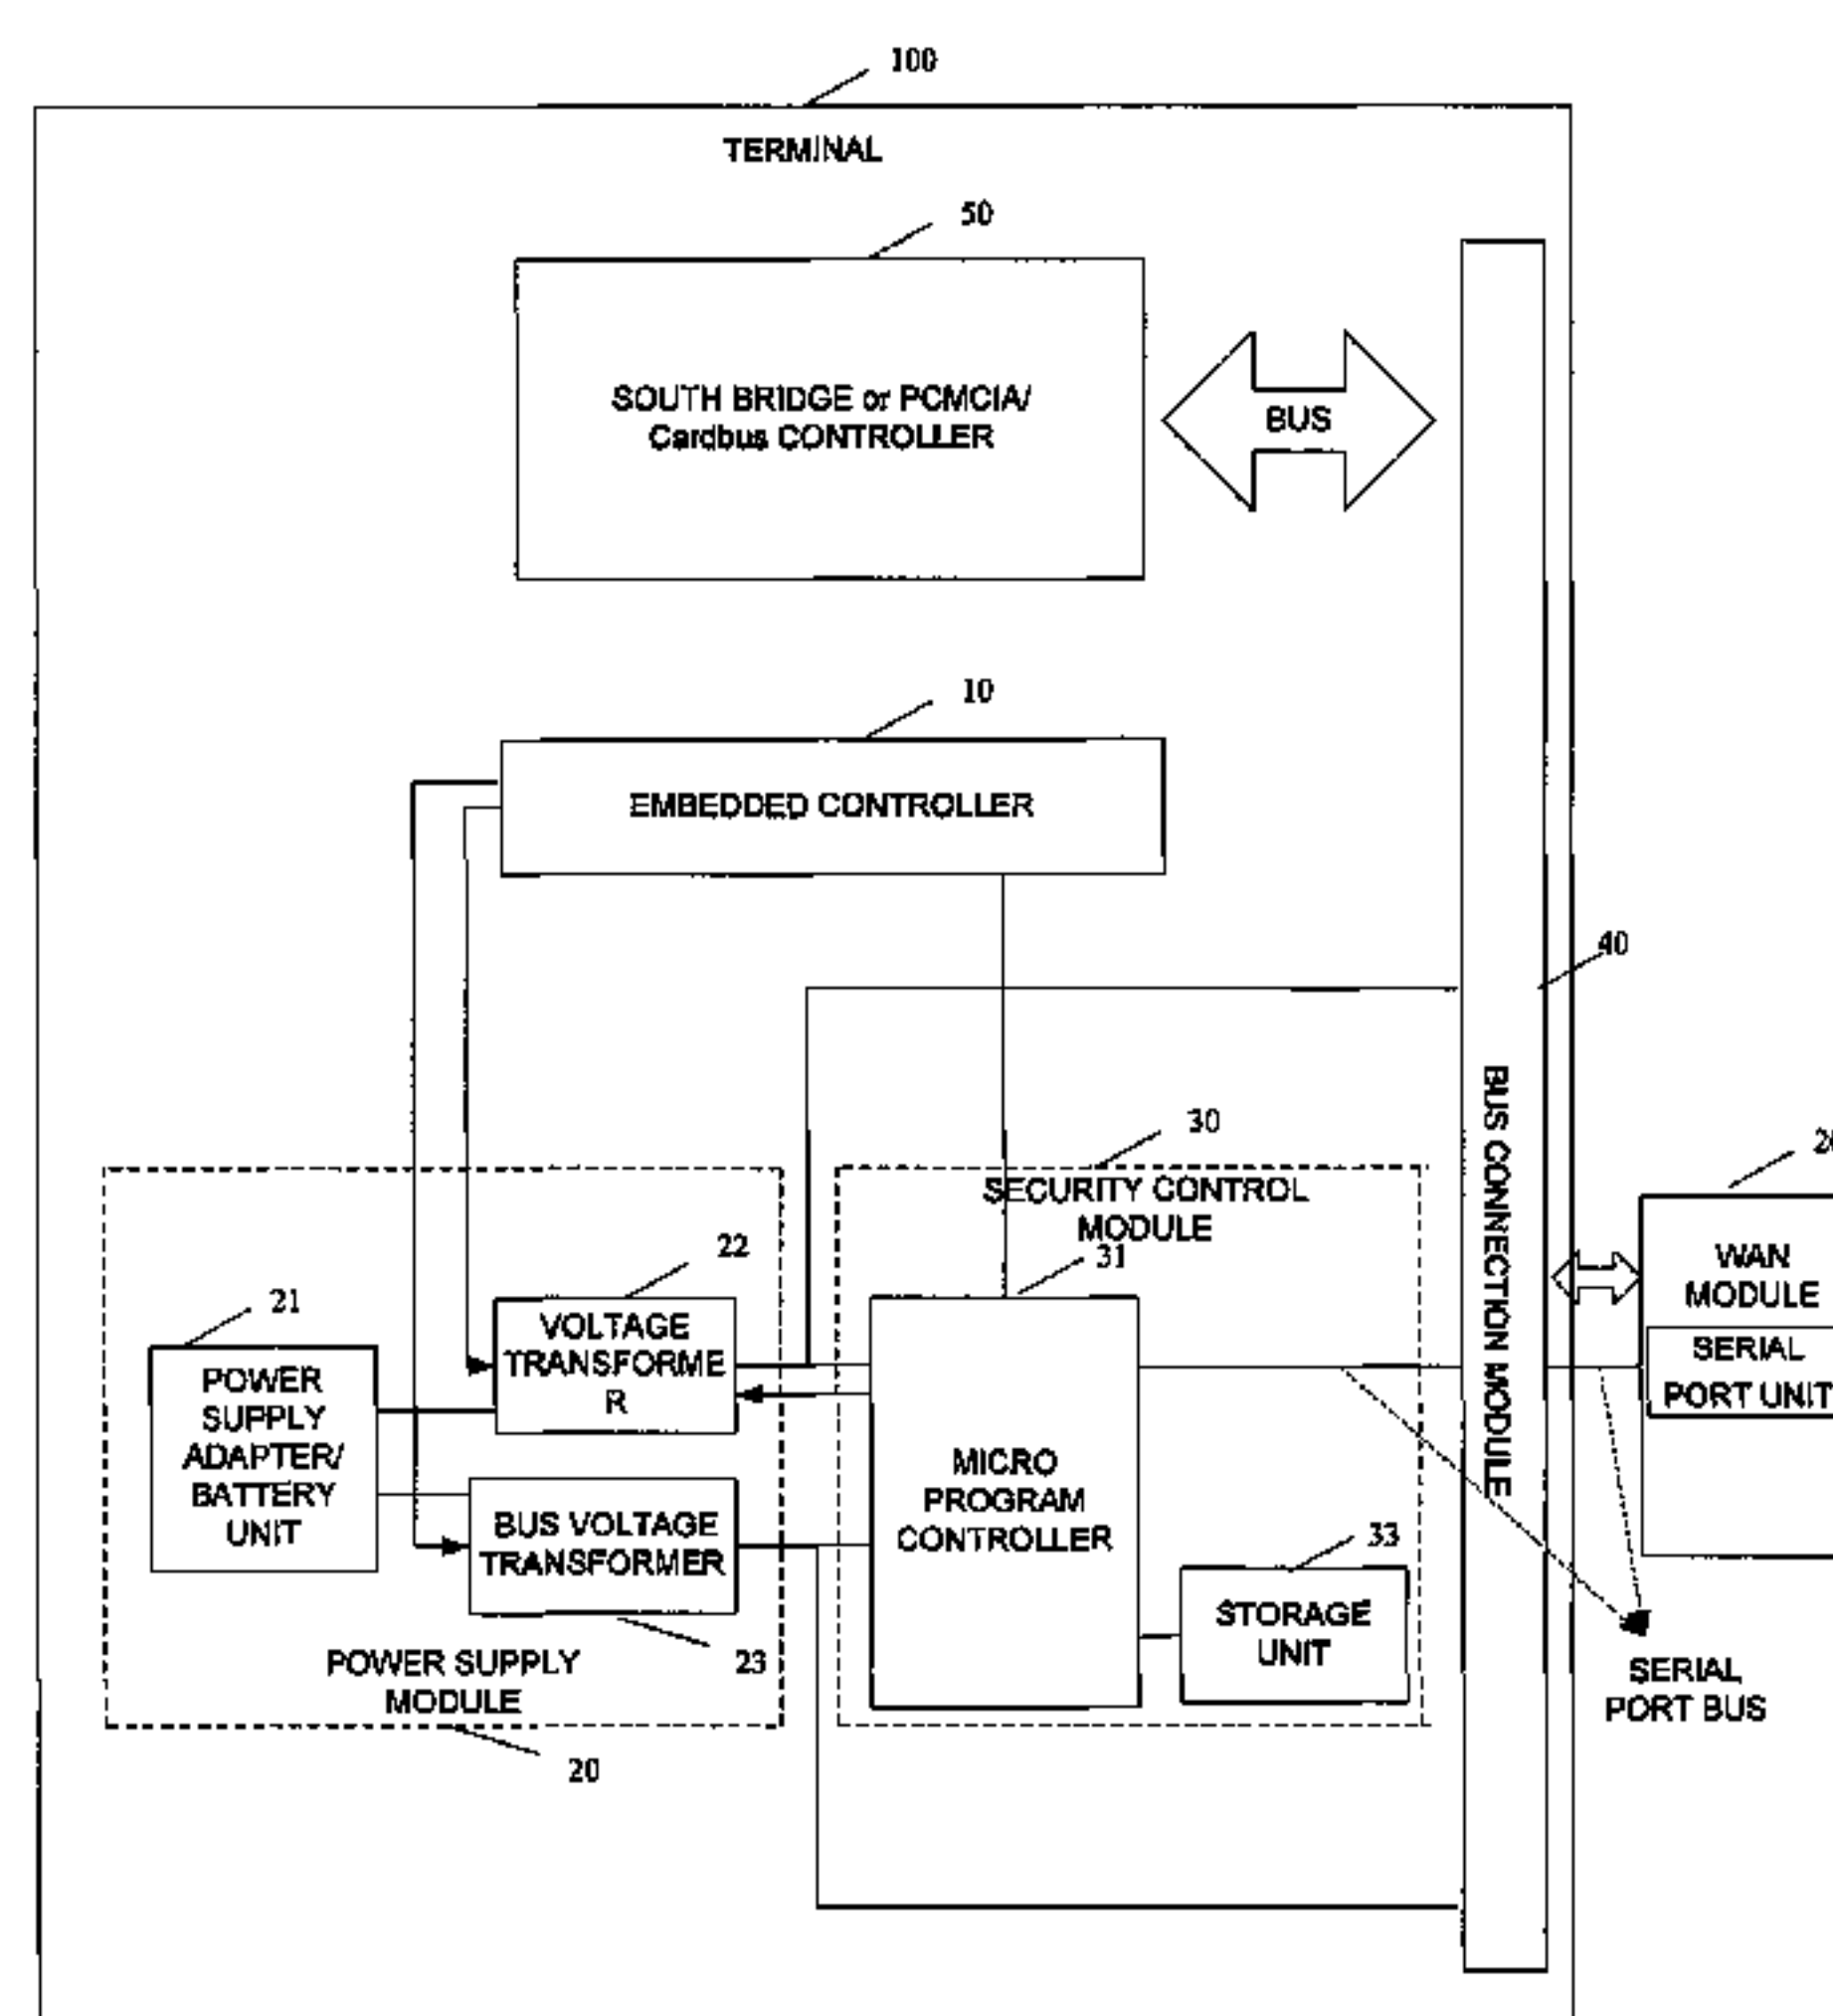 100
TERMINAL
50
SOUTH BRIDGE or PCMCIA/
Cardbus CONTROLLER
BUS
10
EMBEDDED CONTROLLER
40
BUS CONNECTION MODULE
30
SECURITY CONTROL
MODULE
31
22
VOLTAGE
TRANSFORME
R
21
POWER
SUPPLY
ADAPTER/
BATTERY
UNIT
BUS VOLTAGE
TRANSFORMER
23
POWER SUPPLY
MODULE
20
MICRO
PROGRAM
CONTROLLER
33
STORAGE
UNIT
WAN
MODULE
SERIAL
PORT UNIT
SERIAL
PORT BUS